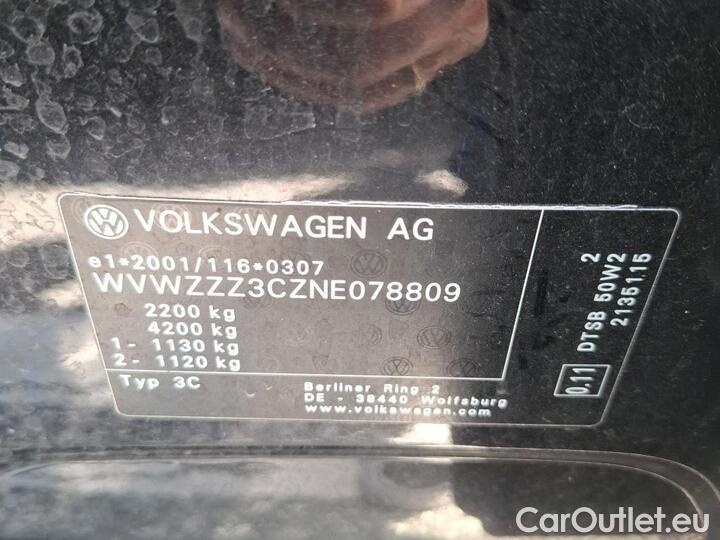 VOLKSWAGEN AG
e1*2001/116*0307
WVWZZZ3CZNE078809
2200 kg
4200 kg
1- 1130 kg
2- 1120 kg
Typ 3C
Berliner Ring 2
DE - 38440 Wolfsburg
www.volkswagen.com
0.11
DTSB 50W2 2
2135115
CarOutlet.eu